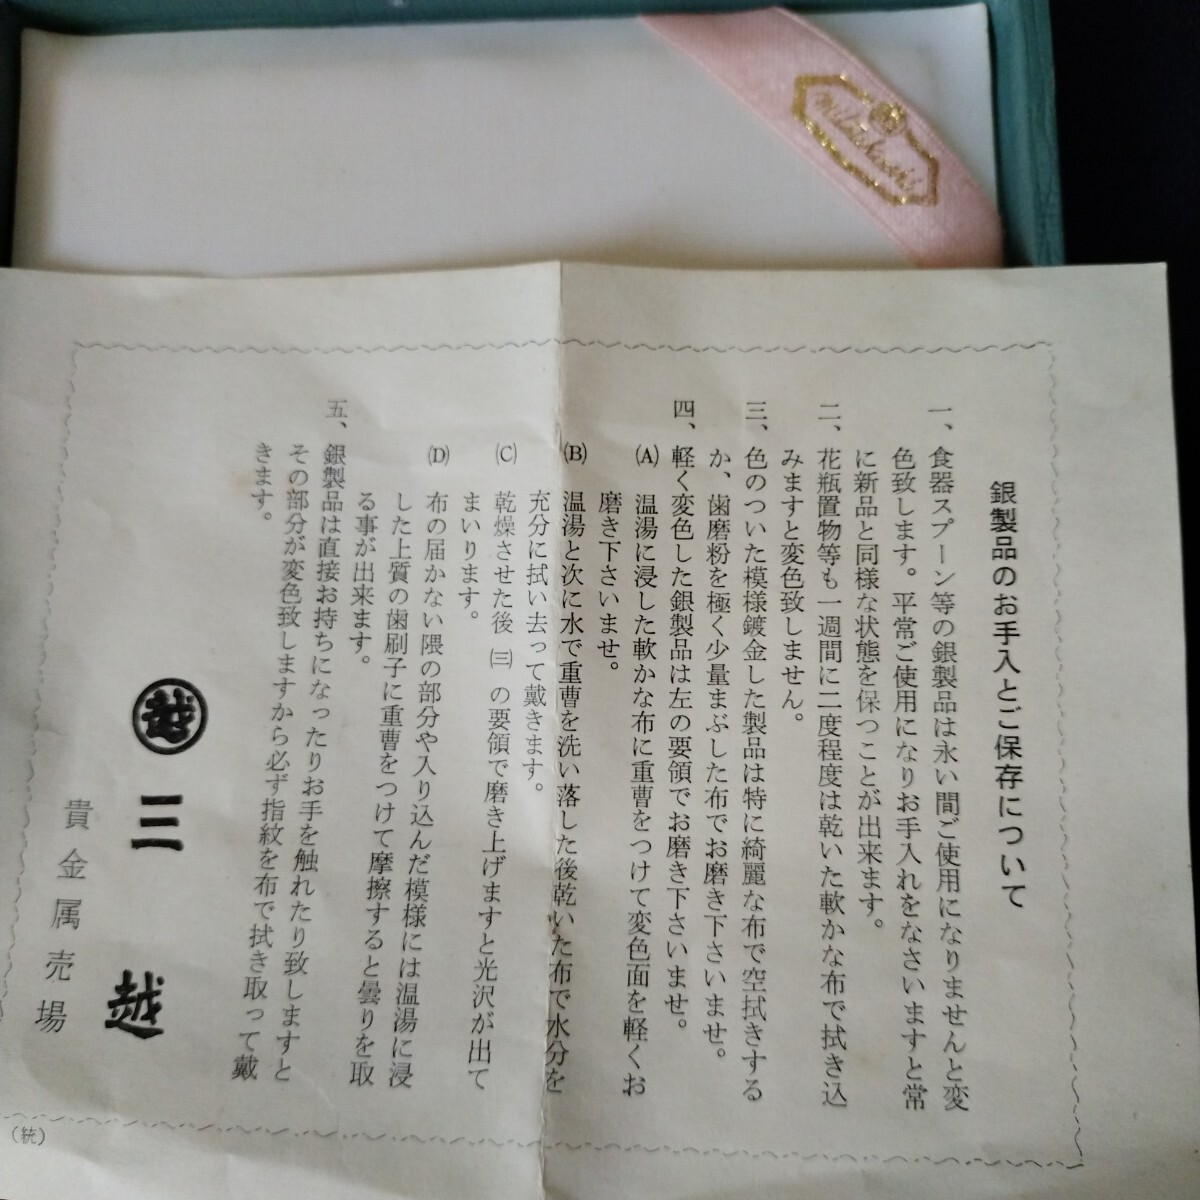 Mitsukoshi
銀製品のお手入とご保存について
一、食器スプーン等の銀製品は永い間ご使用になりませんと変
色致します。平常ご使用になりお手入れをなさいますと常
に新品と同様な状態を保つことが出来ます。
二、花瓶置物等も一週間に二度程度は乾いた軟かな布で拭き込
みますと変色致しません。
三、色のついた模様鍍金した製品は特に綺麗な布で空拭きする
か、歯磨粉を極く少量まぶした布でお磨き下さいませ。
四、軽く変色した銀製品は左の要領でお磨き下さいませ。
(A) 温湯に浸した軟かな布に重曹をつけて変色面を軽くお
磨き下さいませ。
(B) 温湯と次に水で重曹を洗い落した後乾いた布で水分を
充分に拭い去って戴きます。
(C) 乾燥させた後 (三) の要領で磨き上げますと光沢が出て
まいります。
(D) 布の届かない隈の部分や入り込んだ模様には温湯に浸
した上質の歯刷子に重曹をつけて摩擦すると曇りを取
る事が出来ます。
五、銀製品は直接お持ちになったりお手を触れたり致しますと
その部分が変色致しますから必ず指紋を布で拭き取って戴
きます。
越 三越
貴金属売場
(統)